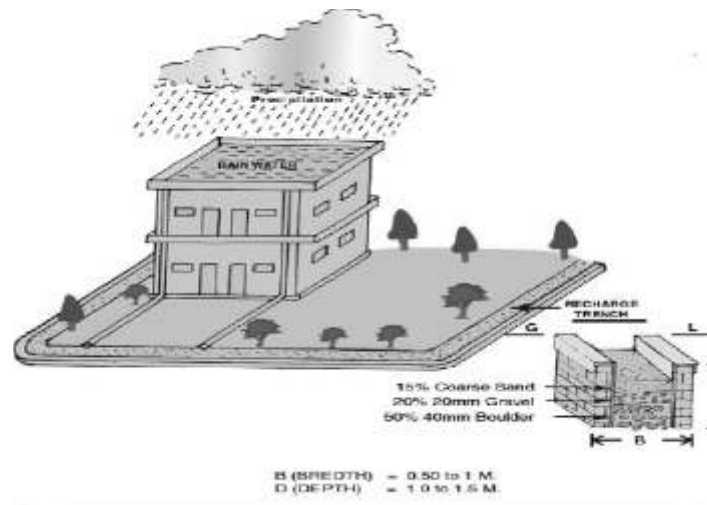 Precipitation
RAIN WATER
RECHARGE
TRENCH
G L
15% Coarse Sand
20% 20mm Gravel
50% 40mm Boulder
B
B (BREDTH) = 0.50 to 1 M.
D (DEPTH) = 1.0 to 1.5 M.